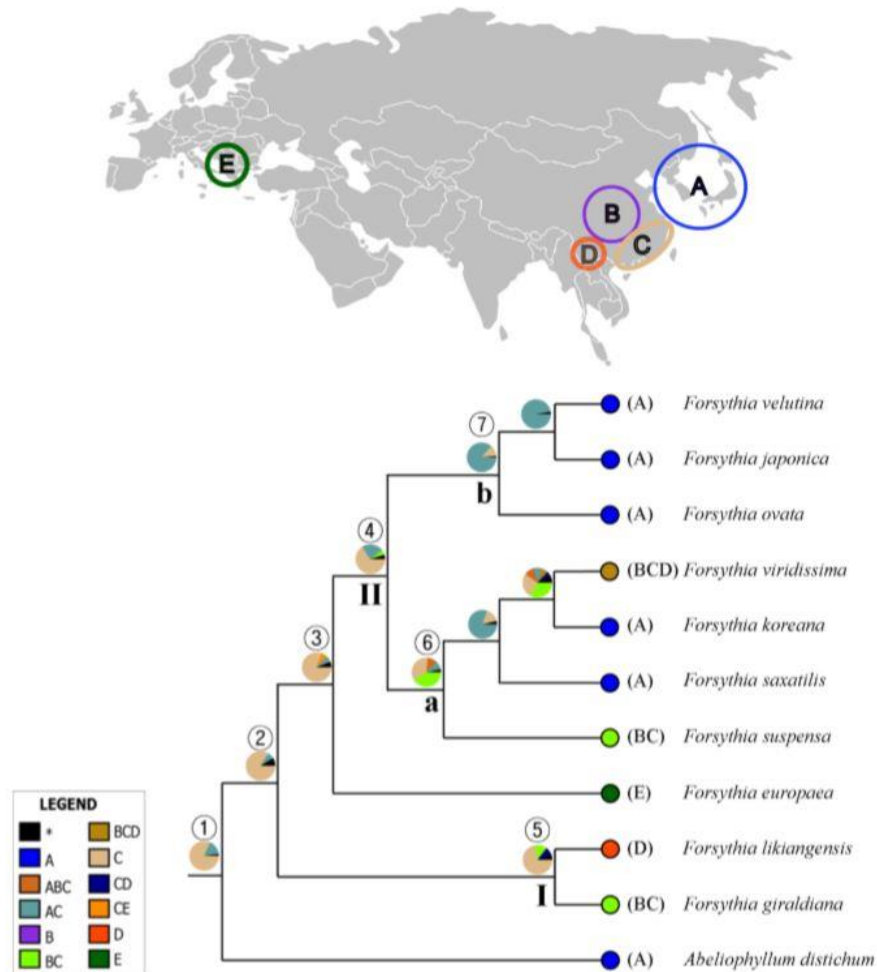 E
A
B
D
C
(A) Forsythia velutina
7
(A) Forsythia japonica
b
(A) Forsythia ovata
4
(BCD) Forsythia viridissima
II
(A) Forsythia koreana
3
6
(A) Forsythia saxatilis
a
2
(BC) Forsythia suspensa
(E) Forsythia europaea
1
5
(D) Forsythia likiangensis
I
(BC) Forsythia giraldiana
(A) Abeliophyllum distichum
LEGEND
* BCD
A C
ABC CD
AC CE
B D
BC E